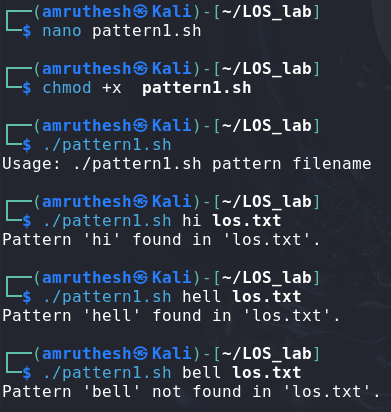 ┌──(amruthesh㉿Kali)-[~/LOS_lab]
└─$ nano pattern1.sh
┌──(amruthesh㉿Kali)-[~/LOS_lab]
└─$ chmod +x  pattern1.sh
┌──(amruthesh㉿Kali)-[~/LOS_lab]
└─$ ./pattern1.sh
Usage: ./pattern1.sh pattern filename
┌──(amruthesh㉿Kali)-[~/LOS_lab]
└─$ ./pattern1.sh hi los.txt
Pattern 'hi' found in 'los.txt'.
┌──(amruthesh㉿Kali)-[~/LOS_lab]
└─$ ./pattern1.sh hell los.txt
Pattern 'hell' found in 'los.txt'.
┌──(amruthesh㉿Kali)-[~/LOS_lab]
└─$ ./pattern1.sh bell los.txt
Pattern 'bell' not found in 'los.txt'.